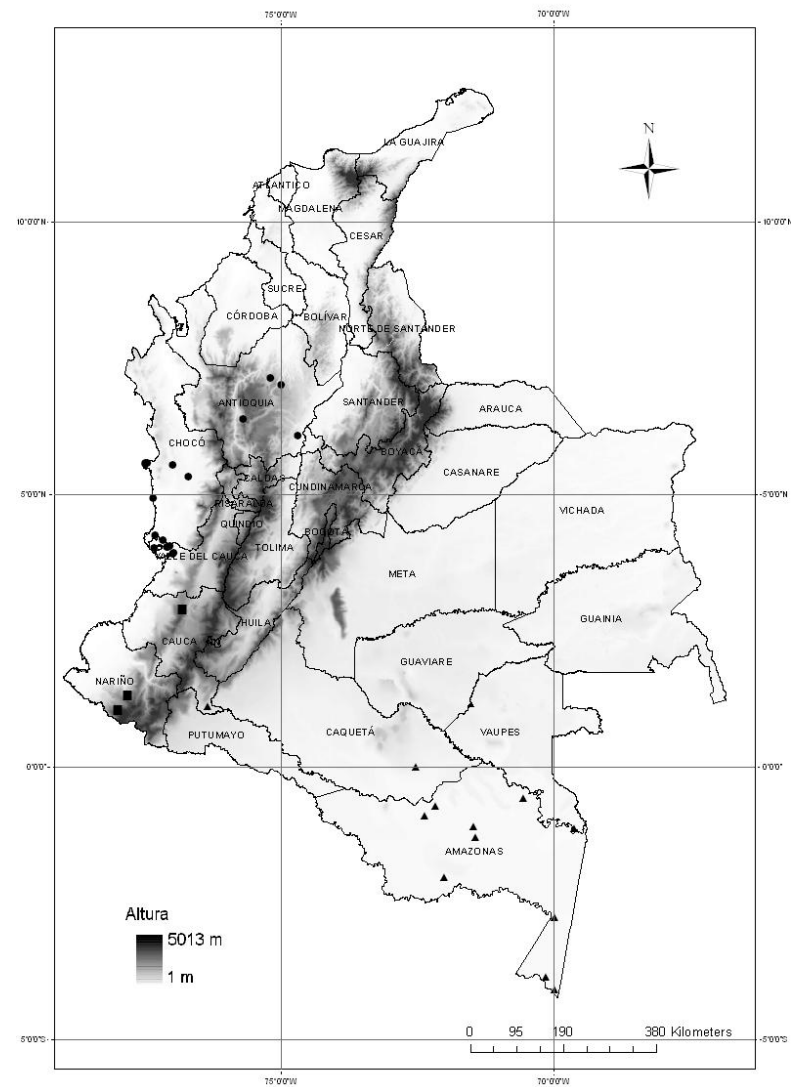 75°0'0"W 70°0'0"W
N
LA GUAJIRA
ATLANTICO
MAGDALENA
10°0'0"N 10°0'0"N
CESAR
SUCRE
CÓRDOBA BOLÍVAR
NORTE DE SANTANDER
ANTIOQUIA SANTANDER
ARAUCA
CHOCÓ
BOYACA
CASANARE
CALDAS
CUNDINAMARCA
5°0'0"N 5°0'0"N
RISARALDA
VICHADA
QUINDIO
BOGOTÁ
TOLIMA
VALLE DEL CAUCA
META
GUAINIA
HUILA
CAUCA
GUAVIARE
NARIÑO
PUTUMAYO CAQUETÁ VAUPES
0°0'0" 0°0'0"
AMAZONAS
Altura
5013 m
1 m
0 95 190 380 Kilometers
5°0'0"S 5°0'0"S
75°0'0"W 70°0'0"W